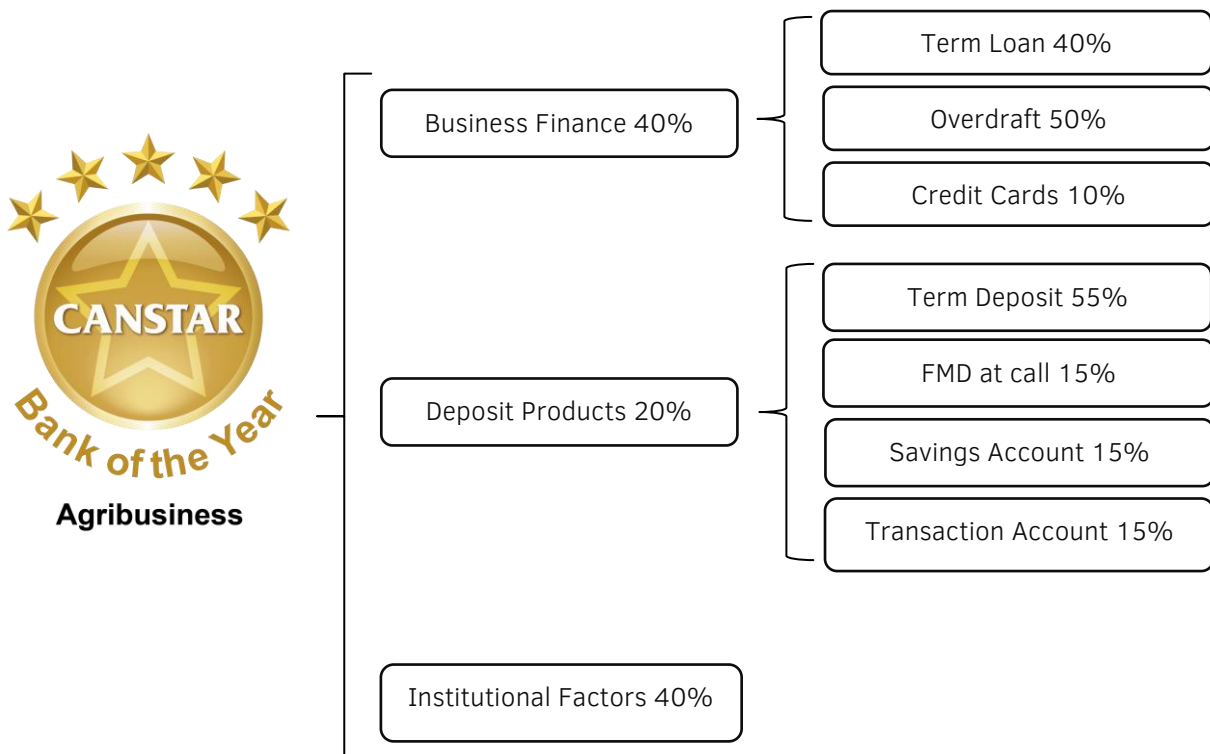 CANSTAR
Bank of the Year
Agribusiness
Business Finance 40%
Term Loan 40%
Overdraft 50%
Credit Cards 10%
Deposit Products 20%
Term Deposit 55%
FMD at call 15%
Savings Account 15%
Transaction Account 15%
Institutional Factors 40%